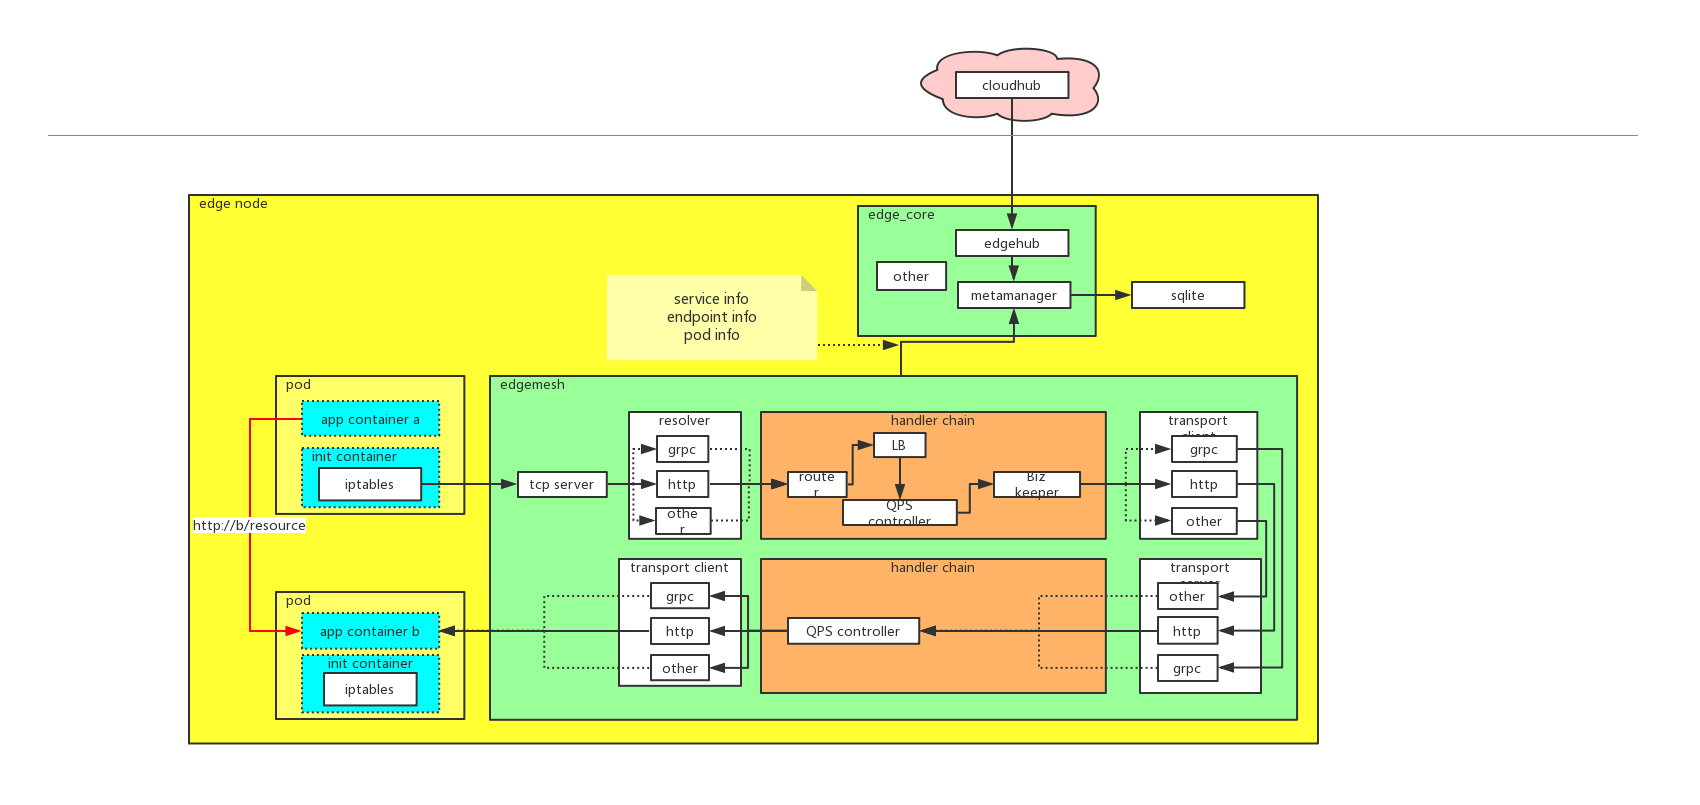 cloudhub
edge node
edge_core
edgehub
other
metamanager
sqlite
service info
endpoint info
pod info
pod
app container a
init container
iptables
http://b/resource
edgemesh
tcp server
resolver
grpc
http
othe
r
handler chain
route
r
LB
QPS
controller
Biz
keeper
transport
client
grpc
http
other
pod
app container b
init container
iptables
transport client
grpc
http
other
handler chain
QPS controller
transport
server
other
http
grpc